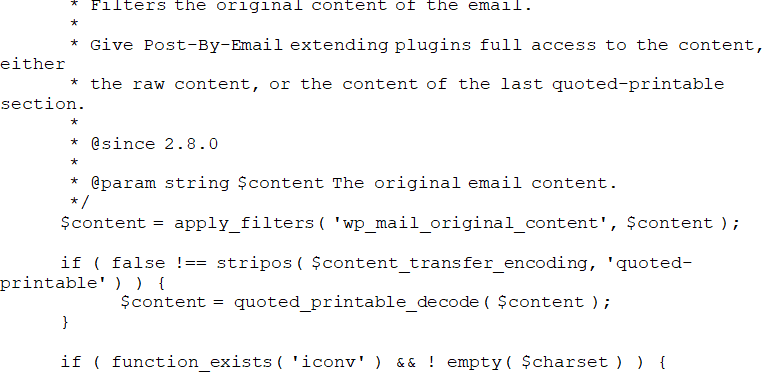 * Filters the original content of the email.
*
* Give Post-By-Email extending plugins full access to the content,
either
* the raw content, or the content of the last quoted-printable
section.
*
* @since 2.8.0
*
* @param string $content The original email content.
*/
$content = apply_filters( 'wp_mail_original_content', $content );
if ( false !== stripos( $content_transfer_encoding, 'quoted-
printable' ) ) {
$content = quoted_printable_decode( $content );
}
if ( function_exists( 'iconv' ) && ! empty( $charset ) ) {